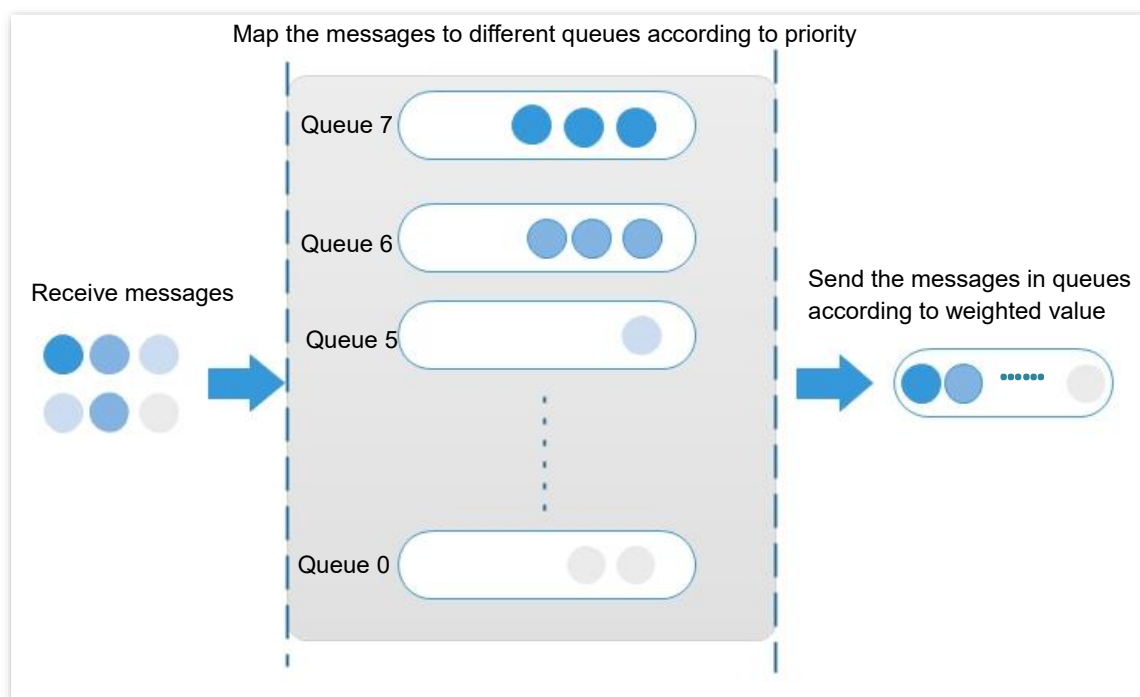 Map the messages to different queues according to priority
Queue 7
Queue 6
Receive messages
Queue 5
Queue 0
Send the messages in queues
according to weighted value